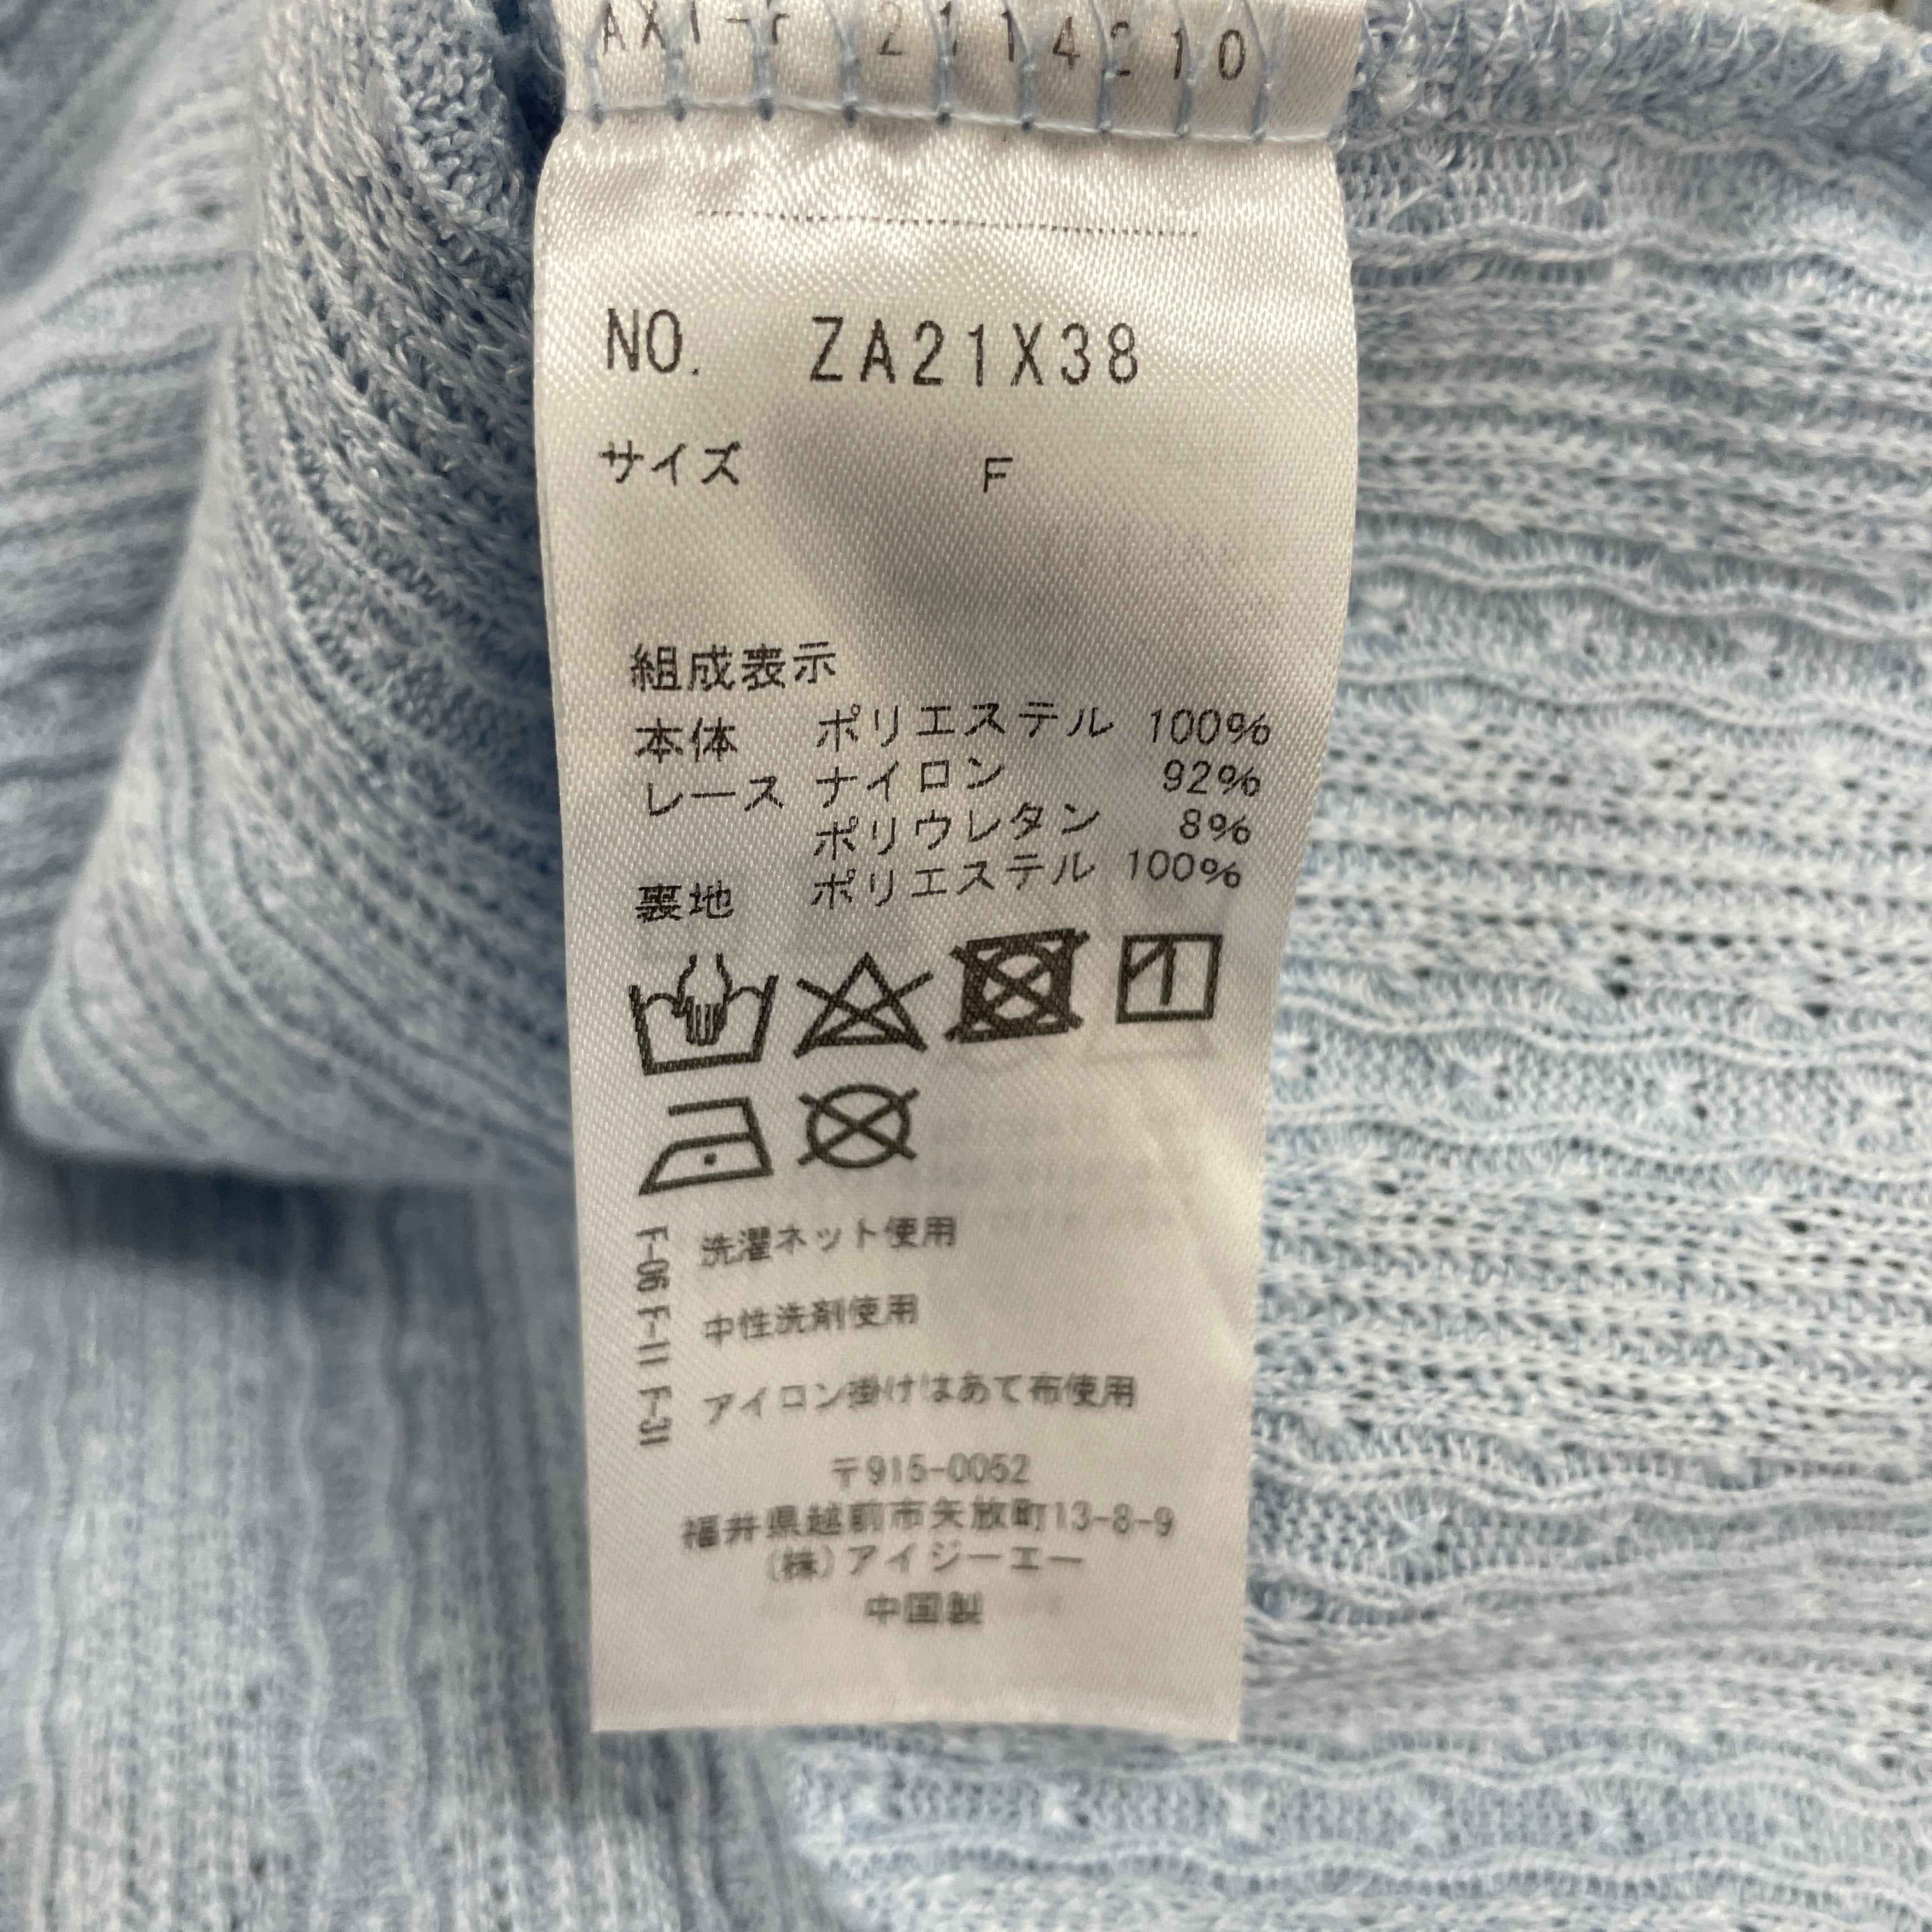 NO. ZA21X38
サイズ F
組成表示
本体 ポリエステル 100%
レース ナイロン 92%
ポリウレタン 8%
裏地 ポリエステル 100%
F-06 洗濯ネット使用
F-11 中性洗剤使用
F-31 アイロン掛けはあて布使用
〒915-0052
福井県越前市矢放町13-8-9
(株)アイジーエー
中国製